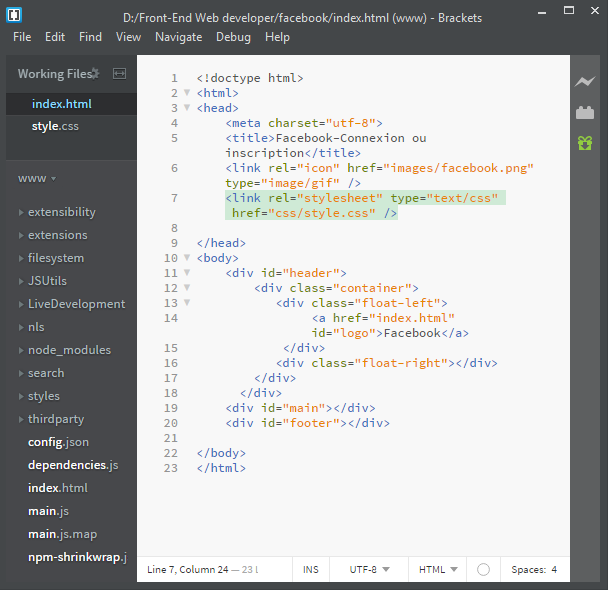 D:/Front-End Web developer/facebook/index.html (www) - Brackets
File Edit Find View Navigate Debug Help
Working Files
index.html
style.css
www
extensibility
extensions
filesystem
JSUtils
LiveDevelopment
nls
node_modules
search
styles
thirdparty
config.json
dependencies.js
index.html
main.js
main.js.map
npm-shrinkwrap.j
1 <!doctype html>
2 <html>
3 <head>
4 <meta charset="utf-8">
5 <title>Facebook-Connexion ou
inscription</title>
6 <link rel="icon" href="images/facebook.png"
type="image/gif" />
7 <link rel="stylesheet" type="text/css"
href="css/style.css" />
8
9 </head>
10 <body>
11 <div id="header">
12 <div class="container">
13 <div class="float-left">
14 <a href="index.html"
id="logo">Facebook</a>
15 </div>
16 <div class="float-right"></div>
17 </div>
18 </div>
19 <div id="main"></div>
20 <div id="footer"></div>
21
22 </body>
23 </html>
Line 7, Column 24 — 23 l INS UTF-8 HTML Spaces: 4